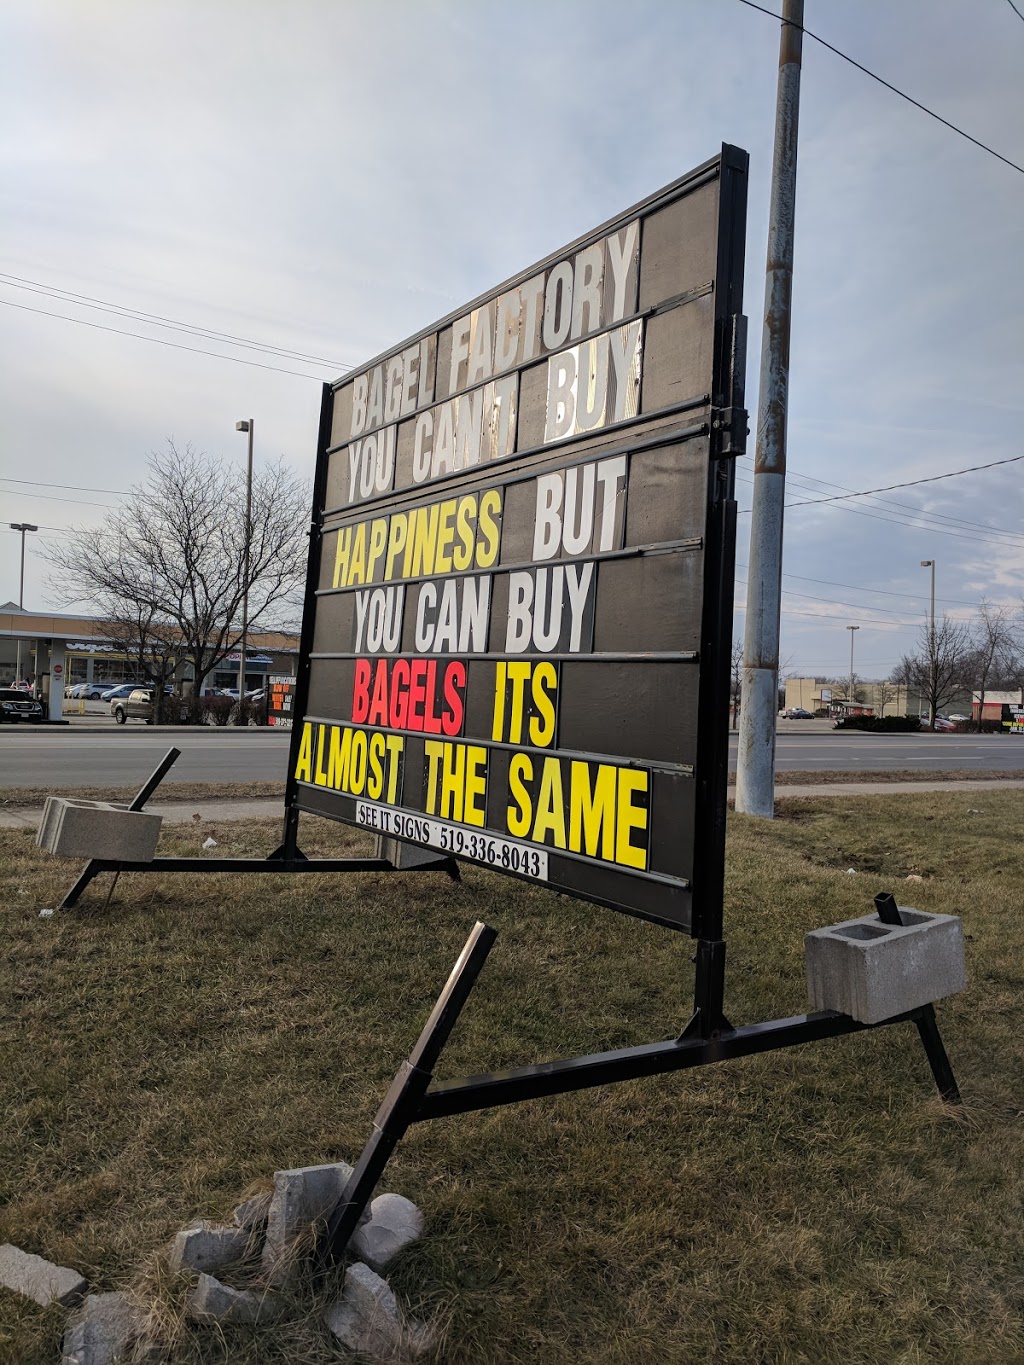 BAGEL FACTORY
YOU CAN'T BUY
HAPPINESS BUT
YOU CAN BUY
BAGELS ITS
ALMOST THE SAME
SEE IT SIGNS 519-336-8043